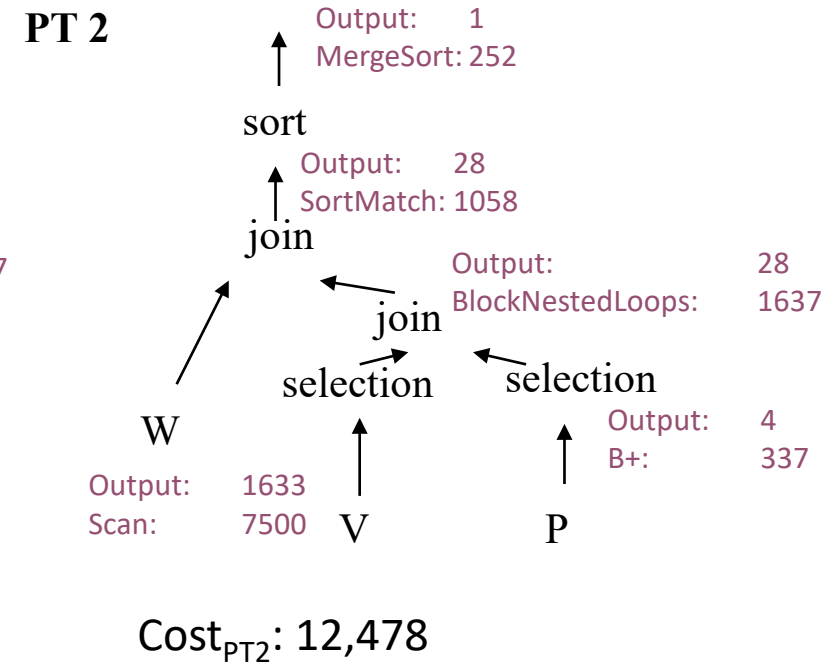 PT 2
Output: 1
MergeSort: 252
sort
Output: 28
SortMatch: 1058
join
7
Output: 28
BlockNestedLoops: 1637
join
selection
selection
Output: 4
B+: 337
W
Output: 1633
Scan: 7500
V
P
Cost_PT2: 12,478